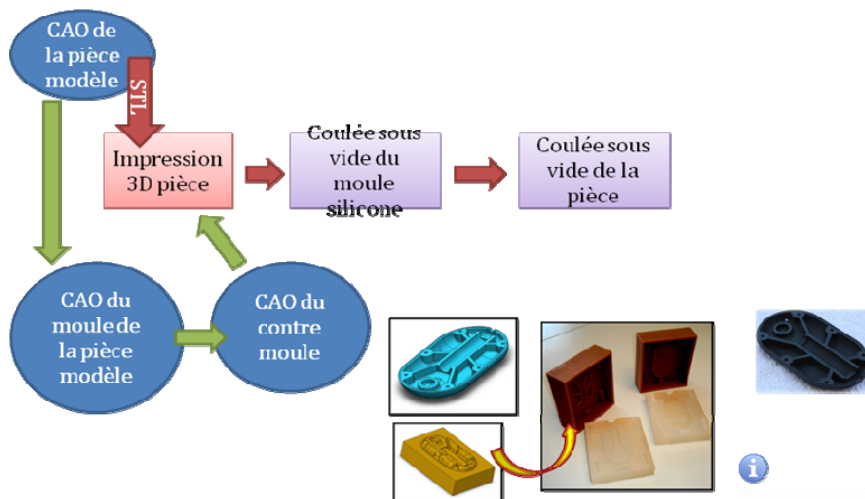 CAO de
la pièce
modèle
STL
Impression
3D pièce
Coulée sous
vide du
moule
silicone
Coulée sous
vide de la
pièce
CAO du
moule de
la pièce
modèle
CAO du
contre
moule
i